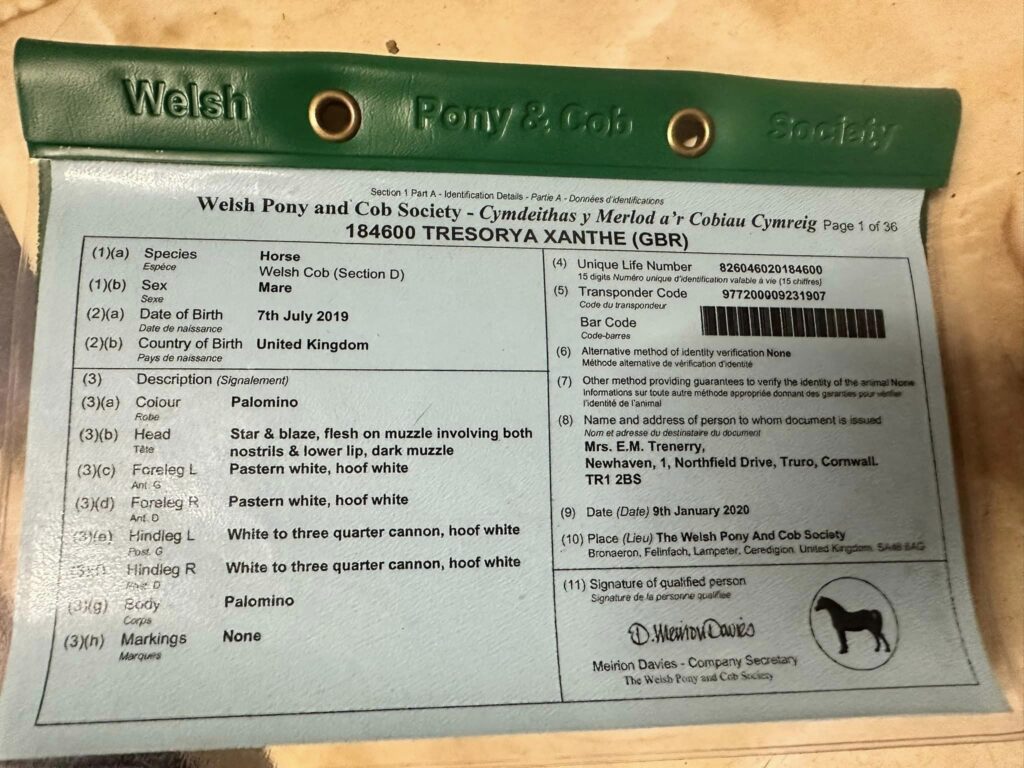 Welsh Pony & Cob Society
Section 1 Part A - Identification Details - Partie A - Données d'identifications
Welsh Pony and Cob Society - Cymdeithas y Merlod a'r Cobiau Cymreig Page 1 of 36
184600 TRESORYA XANTHE (GBR)
(1)(a) Species Horse
Espèce Welsh Cob (Section D)
(1)(b) Sex Mare
Sexe
(2)(a) Date of Birth 7th July 2019
Date de naissance
(2)(b) Country of Birth United Kingdom
Pays de naissance
(3) Description (Signalement)
(3)(a) Colour Palomino
Robe
(3)(b) Head Star & blaze, flesh on muzzle involving both
Tête nostrils & lower lip, dark muzzle
(3)(c) Foreleg L Pastern white, hoof white
Ant. G
(3)(d) Foreleg R Pastern white, hoof white
Ant. D
(3)(e) Hindleg L White to three quarter cannon, hoof white
Post. G
(3)(f) Hindleg R White to three quarter cannon, hoof white
Post. D
(3)(g) Body Palomino
Corps
(3)(h) Markings None
Marques
(4) Unique Life Number 826046020184600
15 digits Numéro unique d'identification valable à vie (15 chiffres)
(5) Transponder Code 977200009231907
Code du transpondeur
Bar Code
Code-barres
(6) Alternative method of identity verification None
Méthode alternative de vérification d'identité
(7) Other method providing guarantees to verify the identity of the animal None
Informations sur toute autre méthode appropriée donnant des garanties pour vérifier
l'identité de l'animal
(8) Name and address of person to whom document is issued
Nom et adresse du destinataire du document
Mrs. E.M. Trenerry,
Newhaven, 1, Northfield Drive, Truro, Cornwall.
TR1 2BS
(9) Date (Date) 9th January 2020
(10) Place (Lieu) The Welsh Pony And Cob Society
Bronaeron, Felinfach, Lampeter, Ceredigion, United Kingdom. SA48 8AG
(11) Signature of qualified person
Signature de la personne qualifiée
D. Meirion Davies
Meirion Davies - Company Secretary
The Welsh Pony and Cob Society